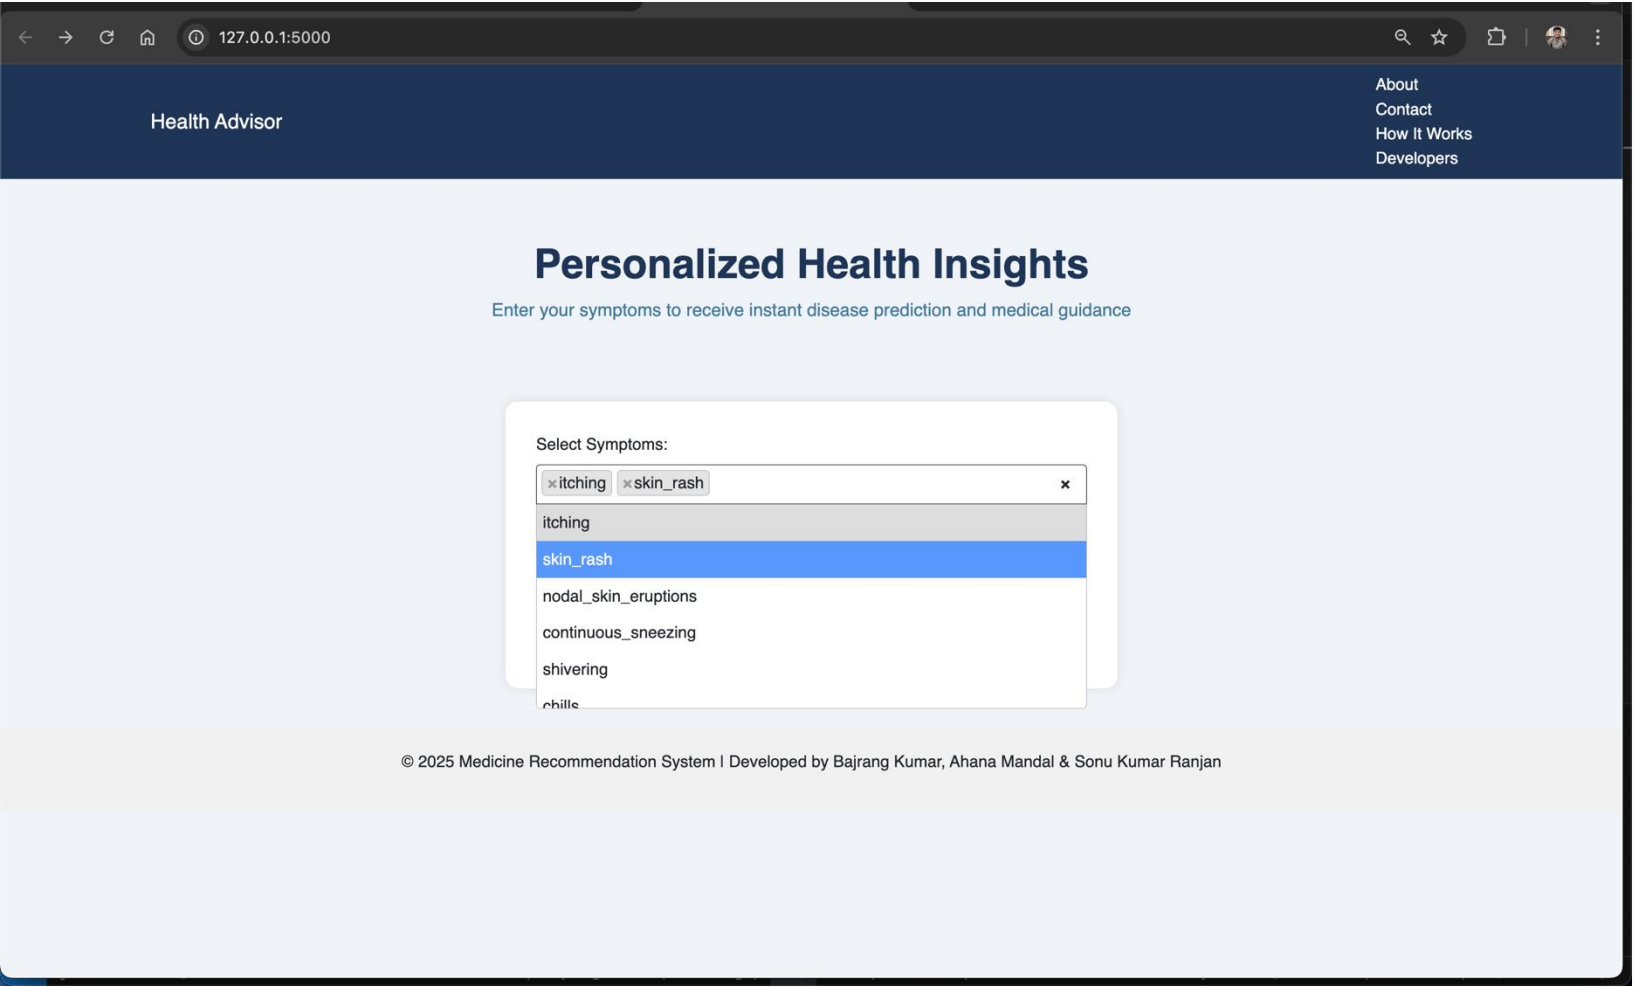 127.0.0.1:5000
Health Advisor
About
Contact
How It Works
Developers
Personalized Health Insights
Enter your symptoms to receive instant disease prediction and medical guidance
Select Symptoms:
×itching ×skin_rash ×
itching
skin_rash
nodal_skin_eruptions
continuous_sneezing
shivering
chills
© 2025 Medicine Recommendation System | Developed by Bajrang Kumar, Ahana Mandal & Sonu Kumar Ranjan